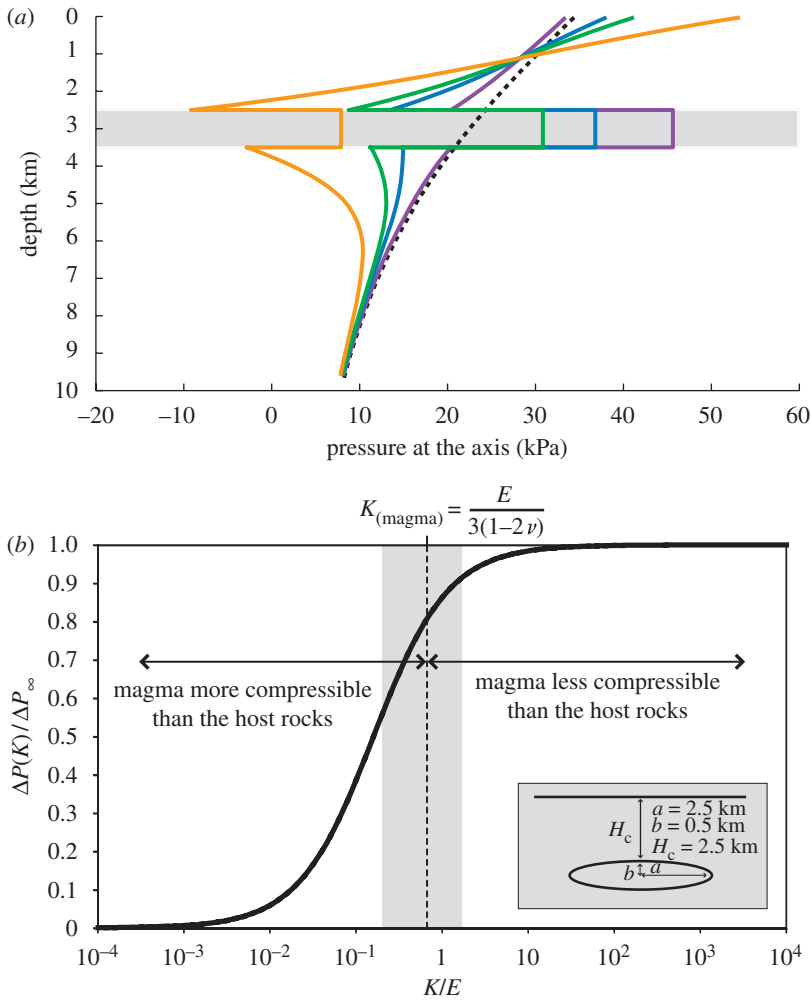 (a)
0
1
2
3
4
5
6
7
8
9
10
depth (km)
–20 –10 0 10 20 30 40 50 60
pressure at the axis (kPa)
K(magma) = E / 3(1–2ν)
(b)
1.0
0.9
0.8
0.7
0.6
0.5
0.4
0.3
0.2
0.1
0
ΔP(K)/ΔP∞
magma more compressible
than the host rocks
magma less compressible
than the host rocks
Hc
a = 2.5 km
b = 0.5 km
Hc = 2.5 km
b a
10⁻⁴ 10⁻³ 10⁻² 10⁻¹ 1 10 10² 10³ 10⁴
K/E